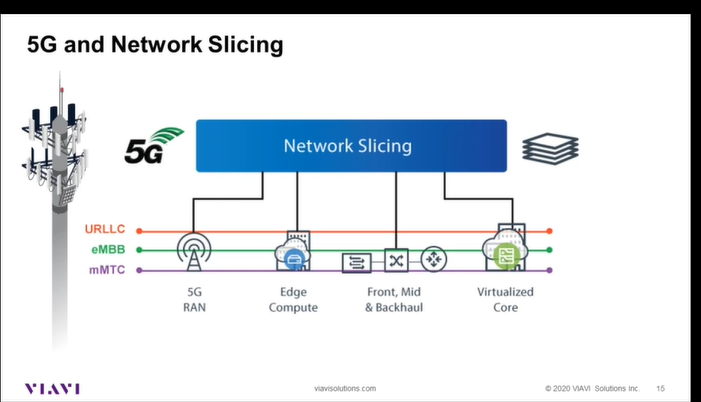 5G and Network Slicing
5G
Network Slicing
URLLC
eMBB
mMTC
5G
RAN
Edge
Compute
Front, Mid
& Backhaul
Virtualized
Core
VIAVI
viavisolutions.com
© 2020 VIAVI Solutions Inc.
15